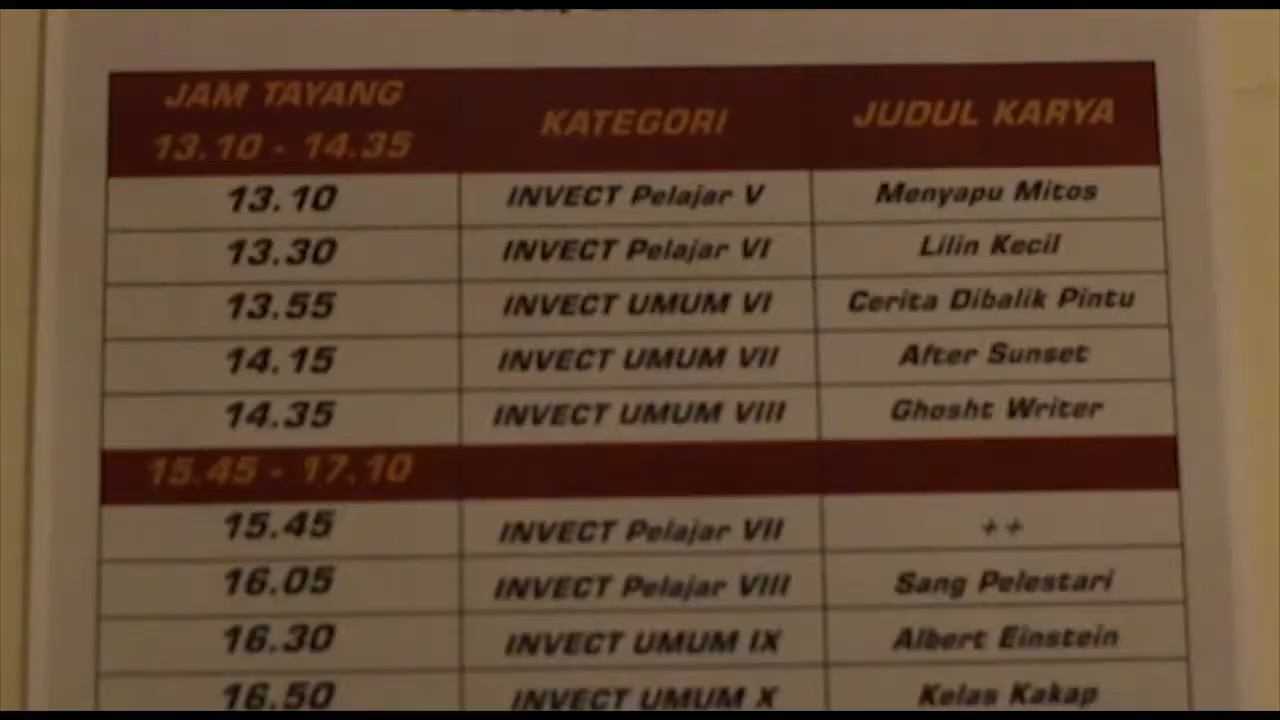 JAM TAYANG KATEGORI JUDUL KARYA
13.10 - 14.35
13.10 INVECT Pelajar V Menyapu Mitos
13.30 INVECT Pelajar VI Lilin Kecil
13.55 INVECT UMUM VI Cerita Dibalik Pintu
14.15 INVECT UMUM VII After Sunset
14.35 INVECT UMUM VIII Ghosht Writer
15.45 - 17.10
15.45 INVECT Pelajar VII ++
16.05 INVECT Pelajar VIII Sang Pelestari
16.30 INVECT UMUM IX Albert Einstein
16.50 INVECT UMUM X Kelas Kakap